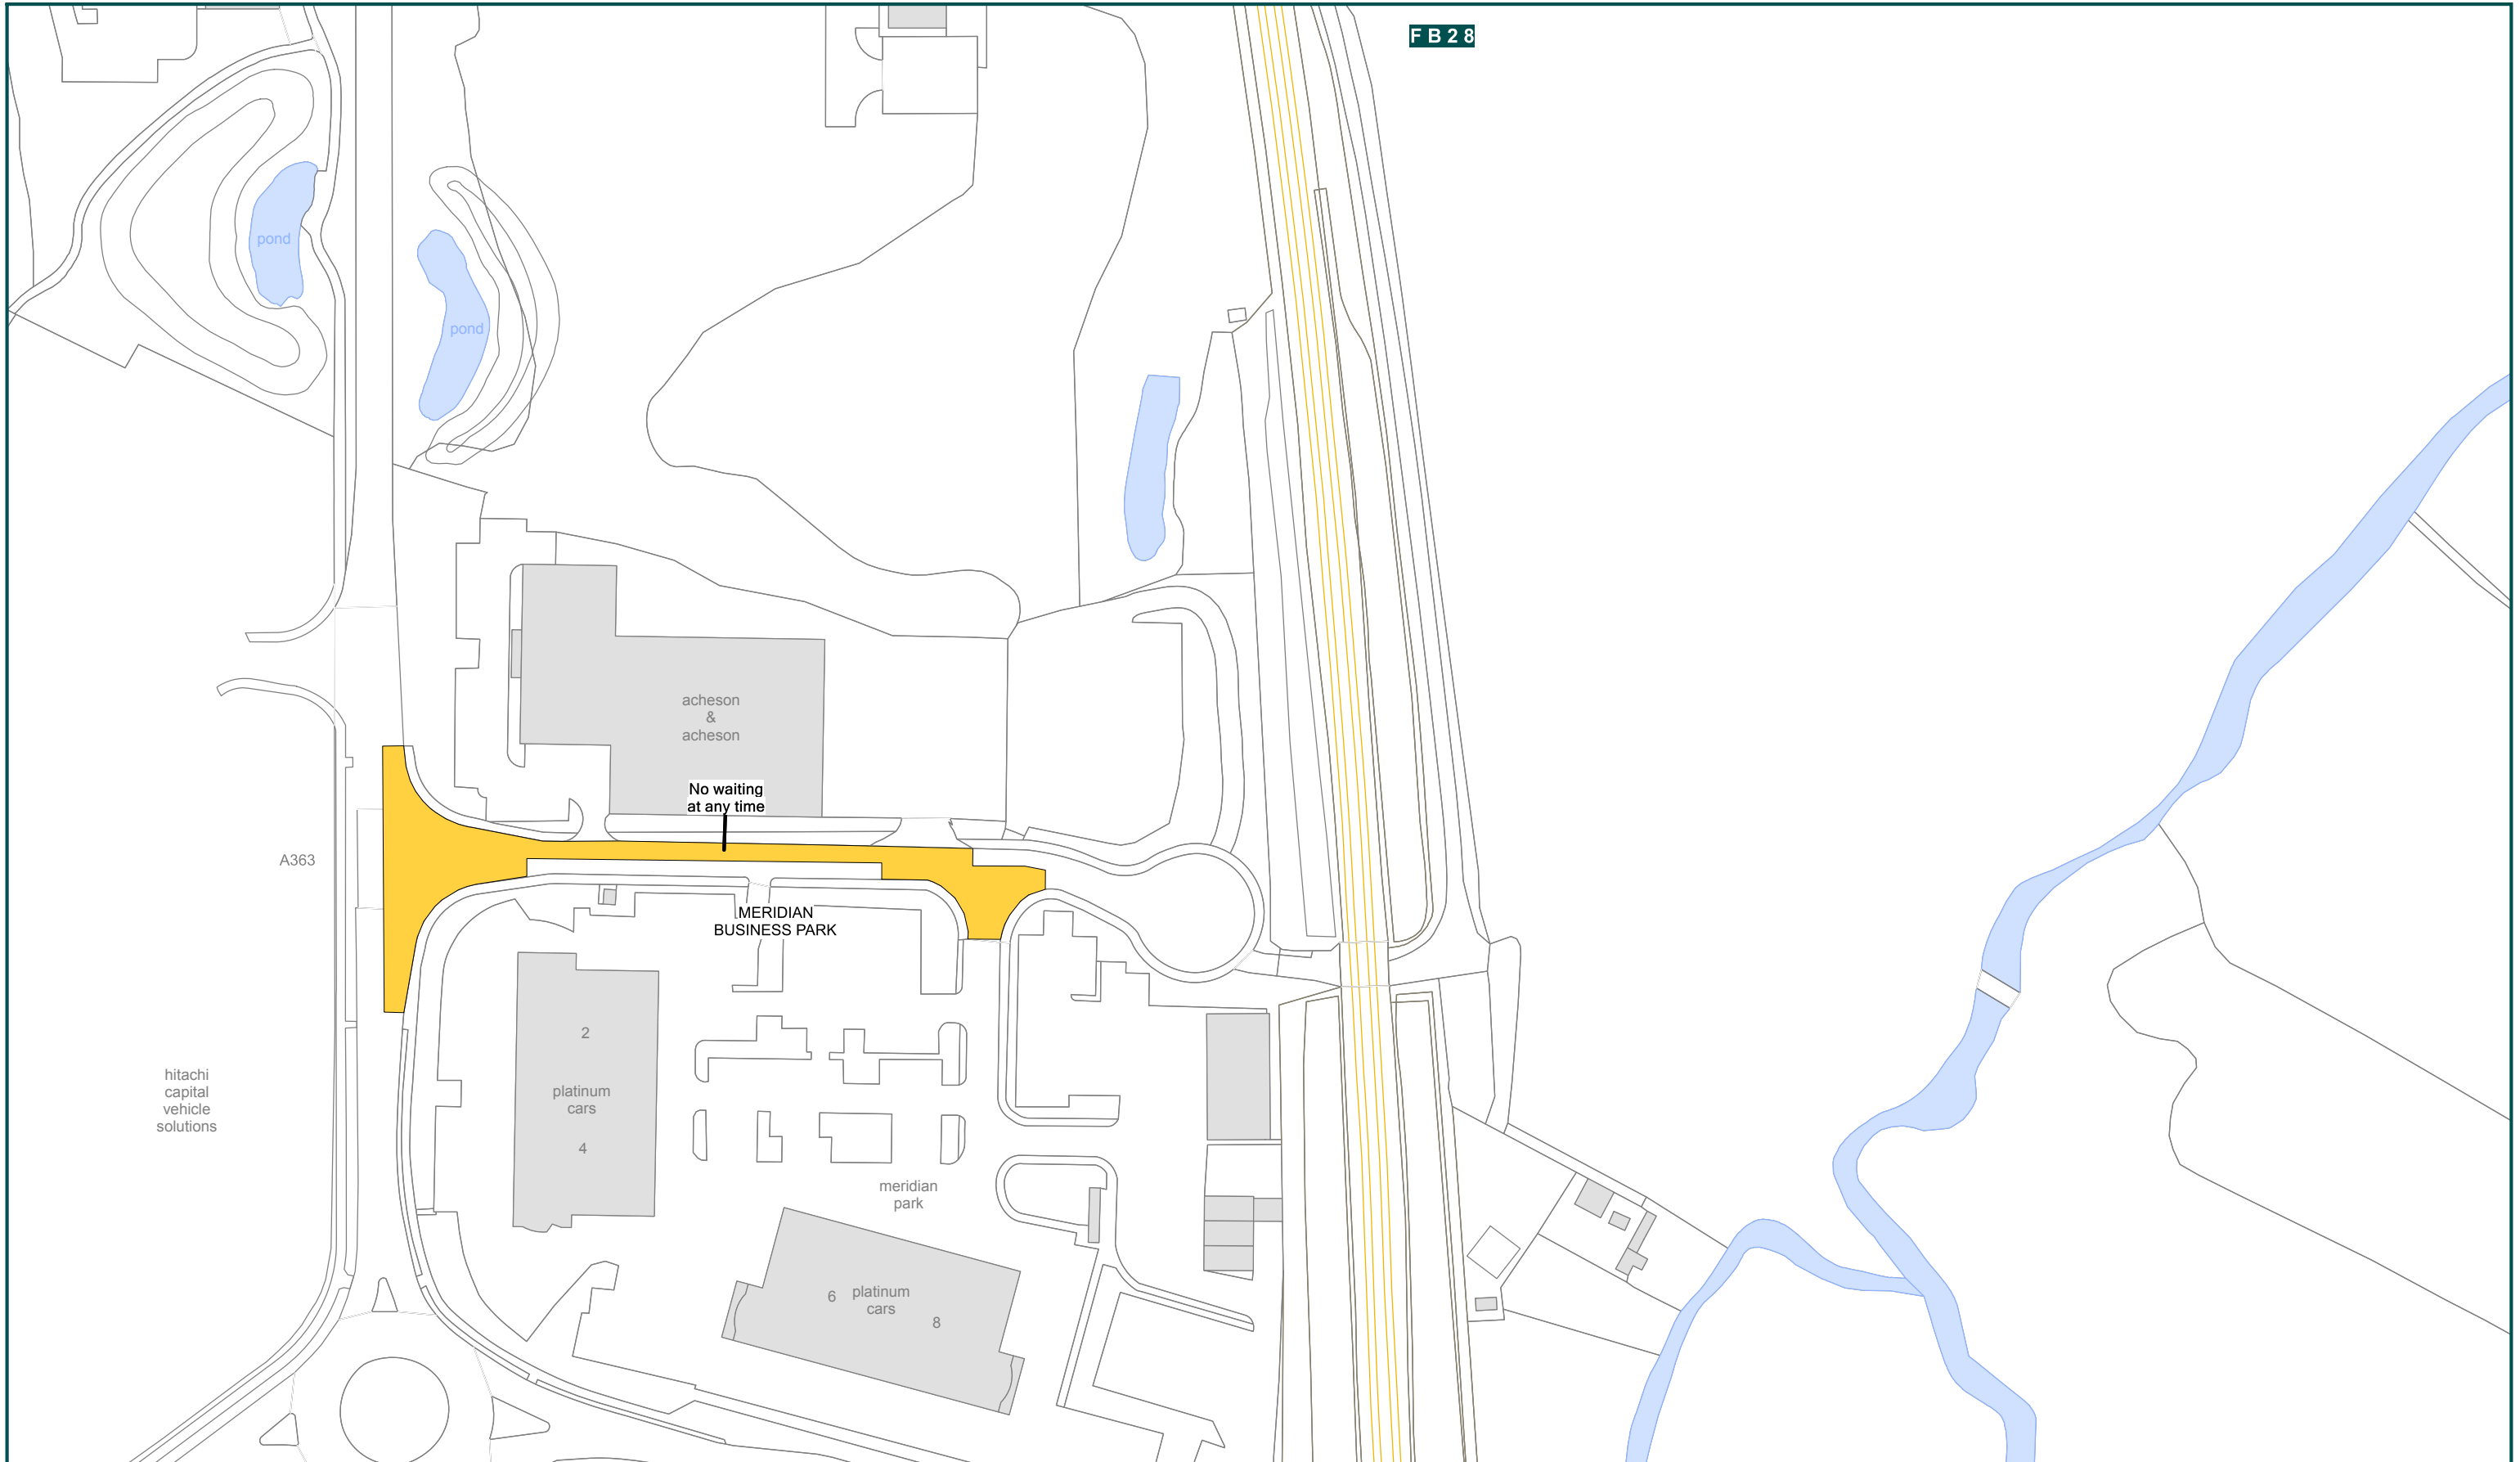 F B 2 8
pond
pond
acheson
&
acheson
No waiting
at any time
A363
MERIDIAN
BUSINESS PARK
2
hitachi
capital
vehicle
solutions
platinum
cars
4
meridian
park
6
platinum
cars
8